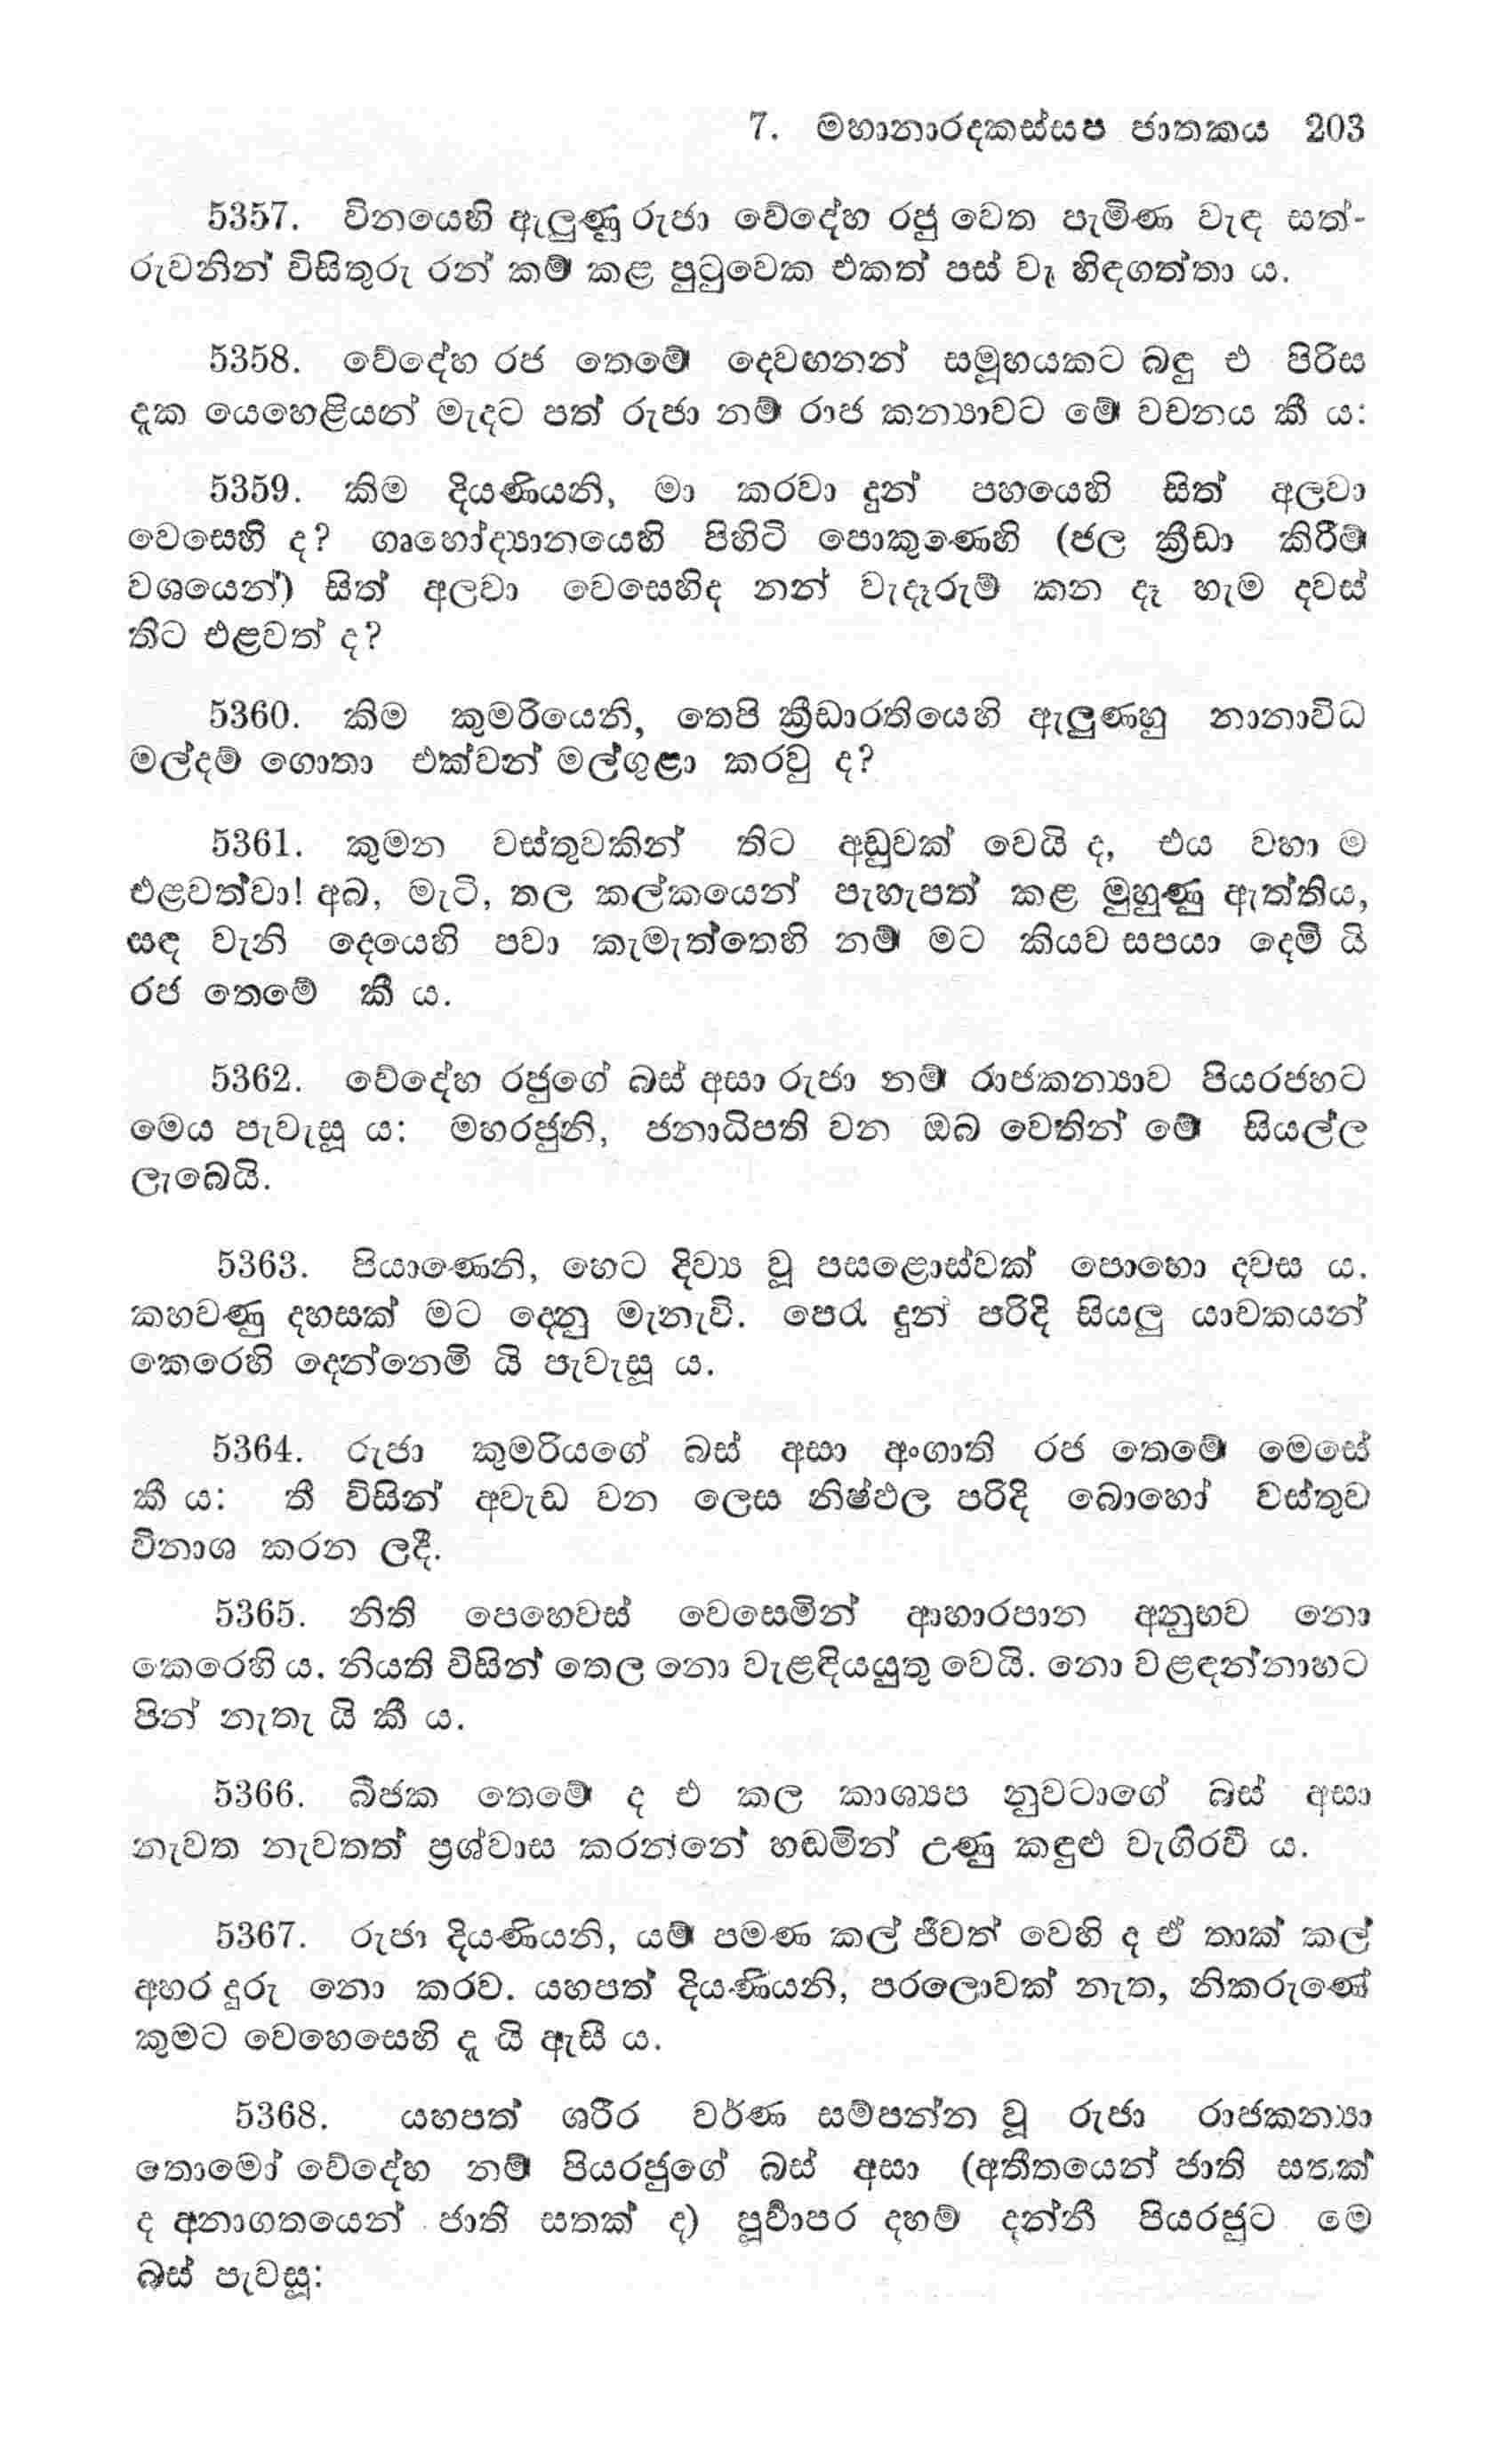 7. මහානාරදකස්සප ජාතකය 203
5357. විනයෙහි ඇලුණු රුජා වේදේහ රජු වෙත පැමිණ වැඳ සත්-
රුවනින් විසිතුරු රන් කම් කළ පුටුවෙක එකත් පස් වැ හිඳගත්තා ය.
5358. වේදේහ රජ තෙමේ දෙවඟනන් සමූහයකට බඳු එ පිරිස
දැක යෙහෙළියන් මැදට පත් රුජා නම් රාජ කන්‍යාවට මේ වචනය කී ය:
5359. කිම දියණියනි, මා කරවා දුන් පහයෙහි සිත් අලවා
වෙසෙහි ද? ගෘහෝද්‍යානයෙහි පිහිටි පොකුණෙහි (ජල ක්‍රීඩා කිරීම්
වශයෙන්) සිත් අලවා වෙසෙහිද නන් වැදෑරුම් කන දෑ හැම දවස්
තිට එළවත් ද?
5360. කිම කුමරියෙනි, තෙපි ක්‍රීඩාරතියෙහි ඇලුණහු නානාවිධ
මල්දම් ගොතා එක්වන් මල්ගුළා කරවු ද?
5361. කුමන වස්තුවකින් තිට අඩුවක් වෙයි ද, එය වහා ම
එළවත්වා! අබ, මැටි, තල කල්කයෙන් පැහැපත් කළ මුහුණු ඇත්තිය,
සඳ වැනි දෙයෙහි පවා කැමැත්තෙහි නම් මට කියව සපයා දෙමි යි
රජ තෙමේ කී ය.
5362. වේදේහ රජුගේ බස් අසා රුජා නම් රාජකන්‍යාව පියරජහට
මෙය පැවැසූ ය: මහරජුනි, ජනාධිපති වන ඔබ වෙතින් මේ සියල්ල
ලැබෙයි.
5363. පියාණෙනි, හෙට දිව්‍ය වූ පසළොස්වක් පොහො දවස ය.
කහවණු දහසක් මට දෙනු මැනැවි. පෙරැ දුන් පරිදි සියලු යාචකයන්
කෙරෙහි දෙන්නෙමි යි පැවැසූ ය.
5364. රුජා කුමරියගේ බස් අසා අංගාති රජ තෙමේ මෙසේ
කී ය: තී විසින් අවැඩ වන ලෙස නිෂ්ඵල පරිදි බොහෝ වස්තුව
විනාශ කරන ලදී.
5365. නිති පෙහෙවස් වෙසෙමින් ආහාරපාන අනුභව නො
කෙරෙහි ය. නියති විසින් තෙල නො වැළඳියයුතු වෙයි. නො වළඳන්නාහට
පින් නැතැ යි කී ය.
5366. බීජක තෙමේ ද එ කල කාශ්‍යප නුවටාගේ බස් අසා
නැවත නැවතත් ප්‍රශ්වාස කරන්නේ හඬමින් උණු කඳුළු වැගිරවී ය.
5367. රුජා දියණියනි, යම් පමණ කල් ජීවත් වෙහි ද ඒ තාක් කල්
අහර දුරු නො කරව. යහපත් දියණියනි, පරලොවක් නැත, නිකරුණේ
කුමට වෙහෙසෙහි දැ යි ඇසී ය.
5368. යහපත් ශරීර වර්ණ සම්පන්න වූ රුජා රාජකන්‍යා
තොමෝ වේදේහ නම් පියරජුගේ බස් අසා (අතීතයෙන් ජාති සතක්
ද අනාගතයෙන් ජාති සතක් ද) පූර්වාපර දහම් දන්නී පියරජුට මෙ
බස් පැවසූ: